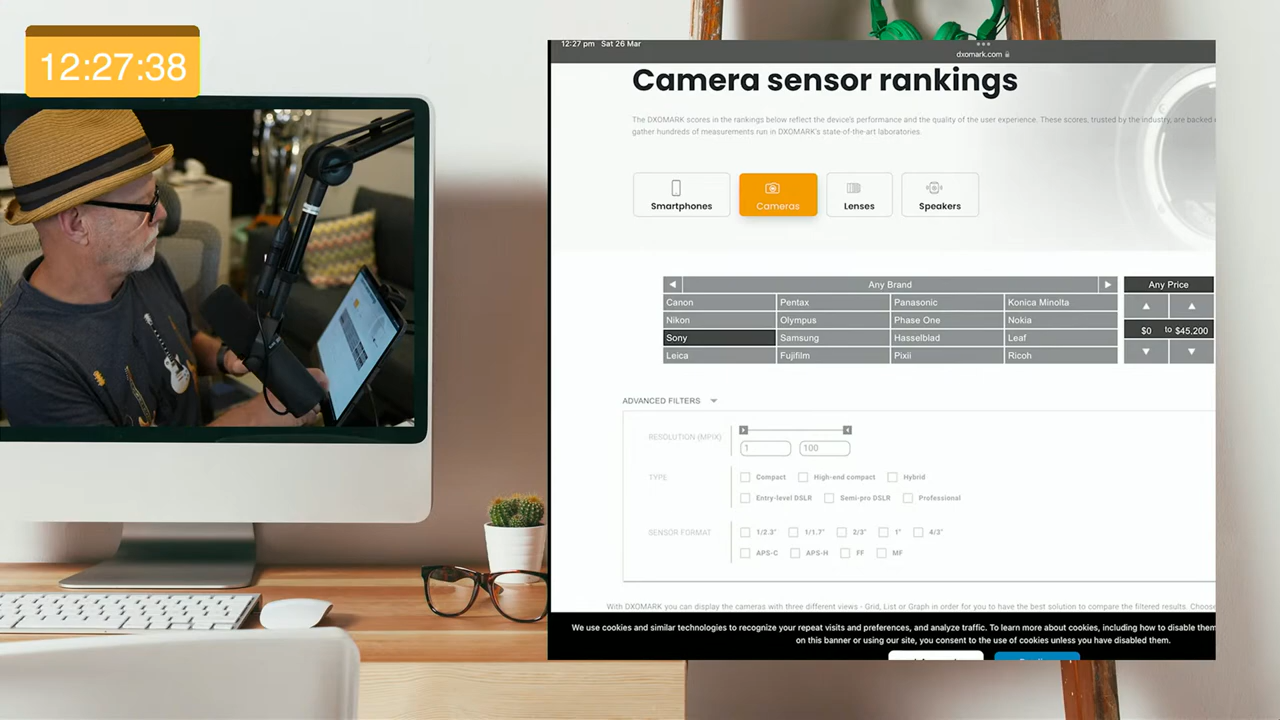 12:27:38
12:27 pm Sat 26 Mar
dxomark.com
Camera sensor rankings
The DXOMARK scores in the rankings below reflect the device's performance and the quality of the user experience. These scores, trusted by the industry, are backed
gather hundreds of measurements run in DXOMARK's state-of-the-art laboratories.
Smartphones
Cameras
Lenses
Speakers
Any Brand
Any Price
Canon Pentax Panasonic Konica Minolta
Nikon Olympus Phase One Nokia
Sony Samsung Hasselblad Leaf
Leica Fujifilm Pixii Ricoh
$0 to $45,200
ADVANCED FILTERS
RESOLUTION (MPIX)
1 100
TYPE
Compact High-end compact Hybrid
Entry-level DSLR Semi-pro DSLR Professional
SENSOR FORMAT
1/2.3" 1/1.7" 2/3" 1" 4/3"
APS-C APS-H FF MF
With DXOMARK you can display the cameras with three different views - Grid, List or Graph in order for you to have the best solution to compare the filtered results. Choose
We use cookies and similar technologies to recognize your repeat visits and preferences, and analyze traffic. To learn more about cookies, including how to disable them
on this banner or using our site, you consent to the use of cookies unless you have disabled them.